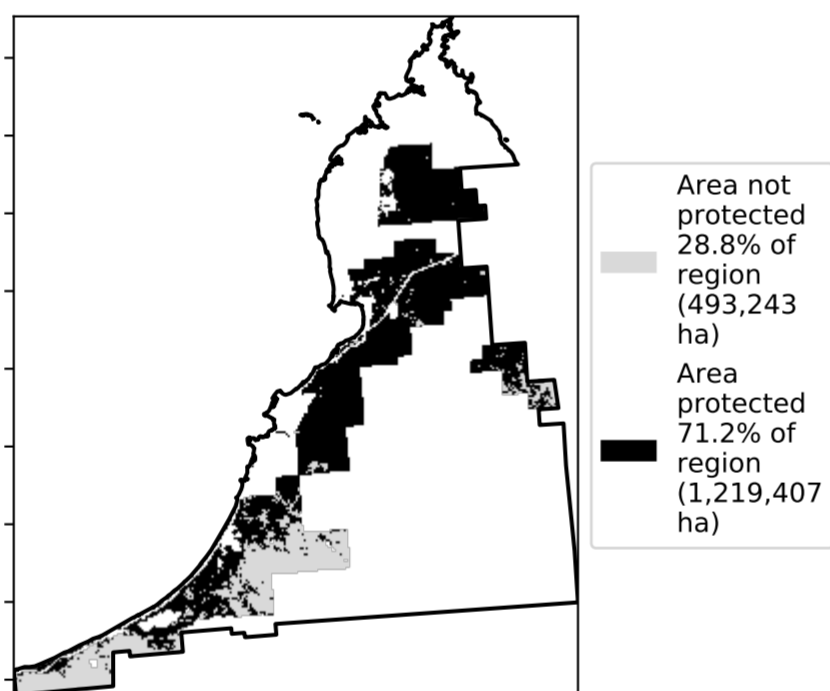 Area not
protected
28.8% of
region
(493,243
ha)
Area
protected
71.2% of
region
(1,219,407
ha)